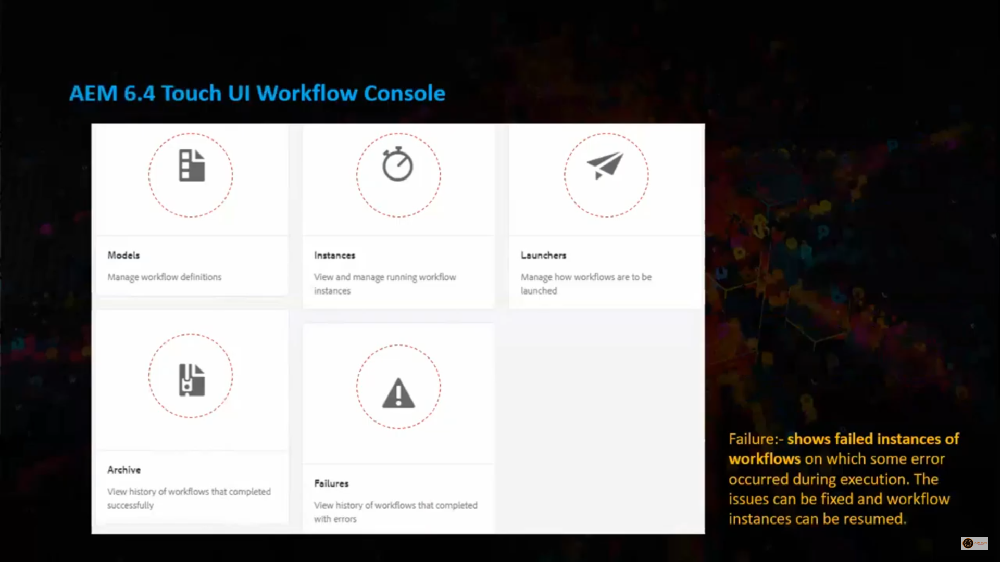 AEM 6.4 Touch UI Workflow Console
Models
Manage workflow definitions
Instances
View and manage running workflow
instances
Launchers
Manage how workflows are to be
launched
Archive
View history of workflows that completed
successfully
Failures
View history of workflows that completed
with errors
Failure:- shows failed instances of
workflows on which some error
occurred during execution. The
issues can be fixed and workflow
instances can be resumed.